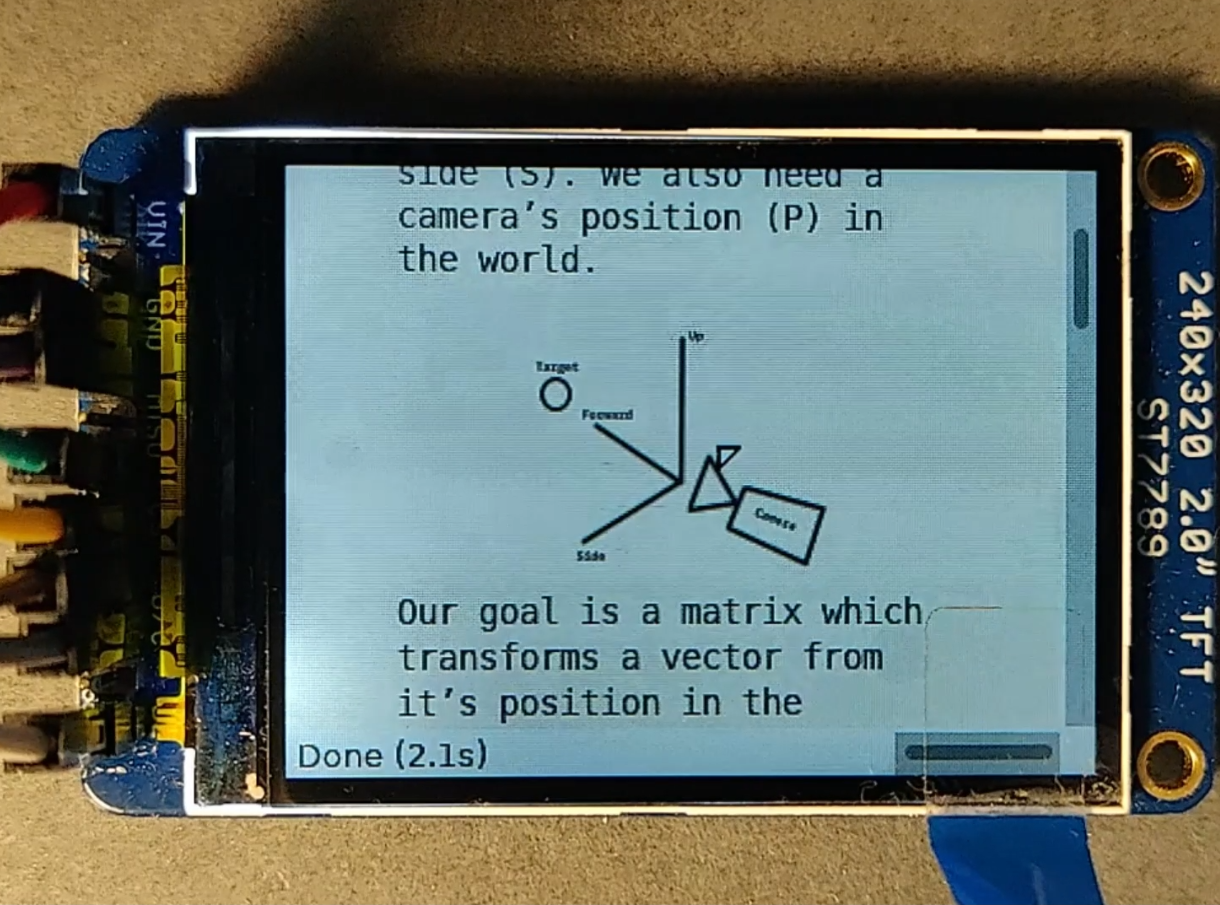 side (S). We also need a
camera's position (P) in
the world.
Up
Target
Forward
Camera
Side
Our goal is a matrix which
transforms a vector from
it's position in the
Done (2.1s)
VIN
GND
240x320 2.0" TFT
ST7789